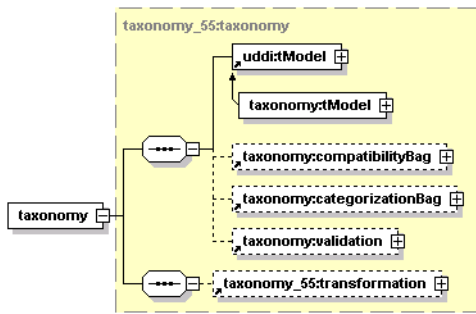 taxonomy_55:taxonomy
uddi:tModel
taxonomy:tModel
taxonomy:compatibilityBag
taxonomy:categorizationBag
taxonomy
taxonomy:validation
taxonomy_55:transformation